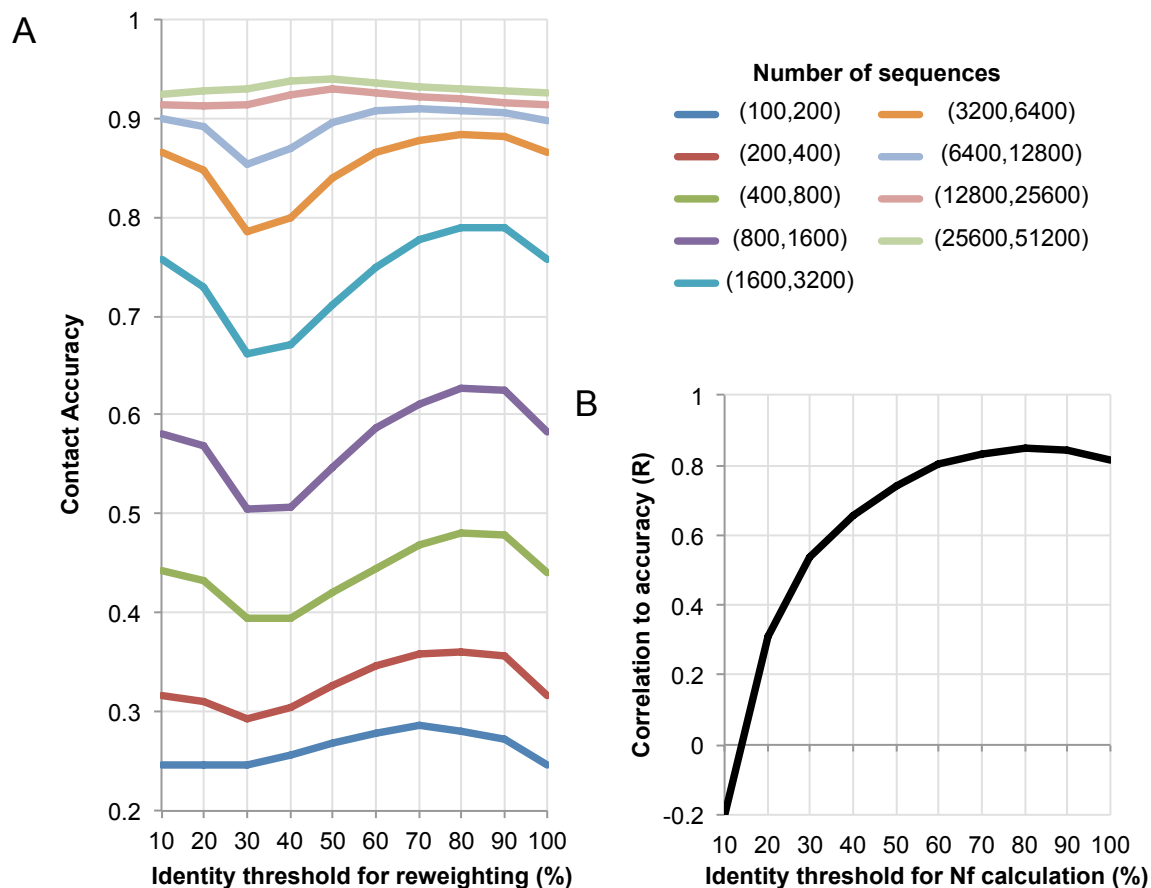 A
1
0.9
0.8
0.7
0.6
0.5
0.4
0.3
0.2
Contact Accuracy
10 20 30 40 50 60 70 80 90 100
Identity threshold for reweighting (%)
Number of sequences
(100,200) (3200,6400)
(200,400) (6400,12800)
(400,800) (12800,25600)
(800,1600) (25600,51200)
(1600,3200)
B
1
0.8
0.6
0.4
0.2
0
-0.2
Correlation to accuracy (R)
10 20 30 40 50 60 70 80 90 100
Identity threshold for Nf calculation (%)